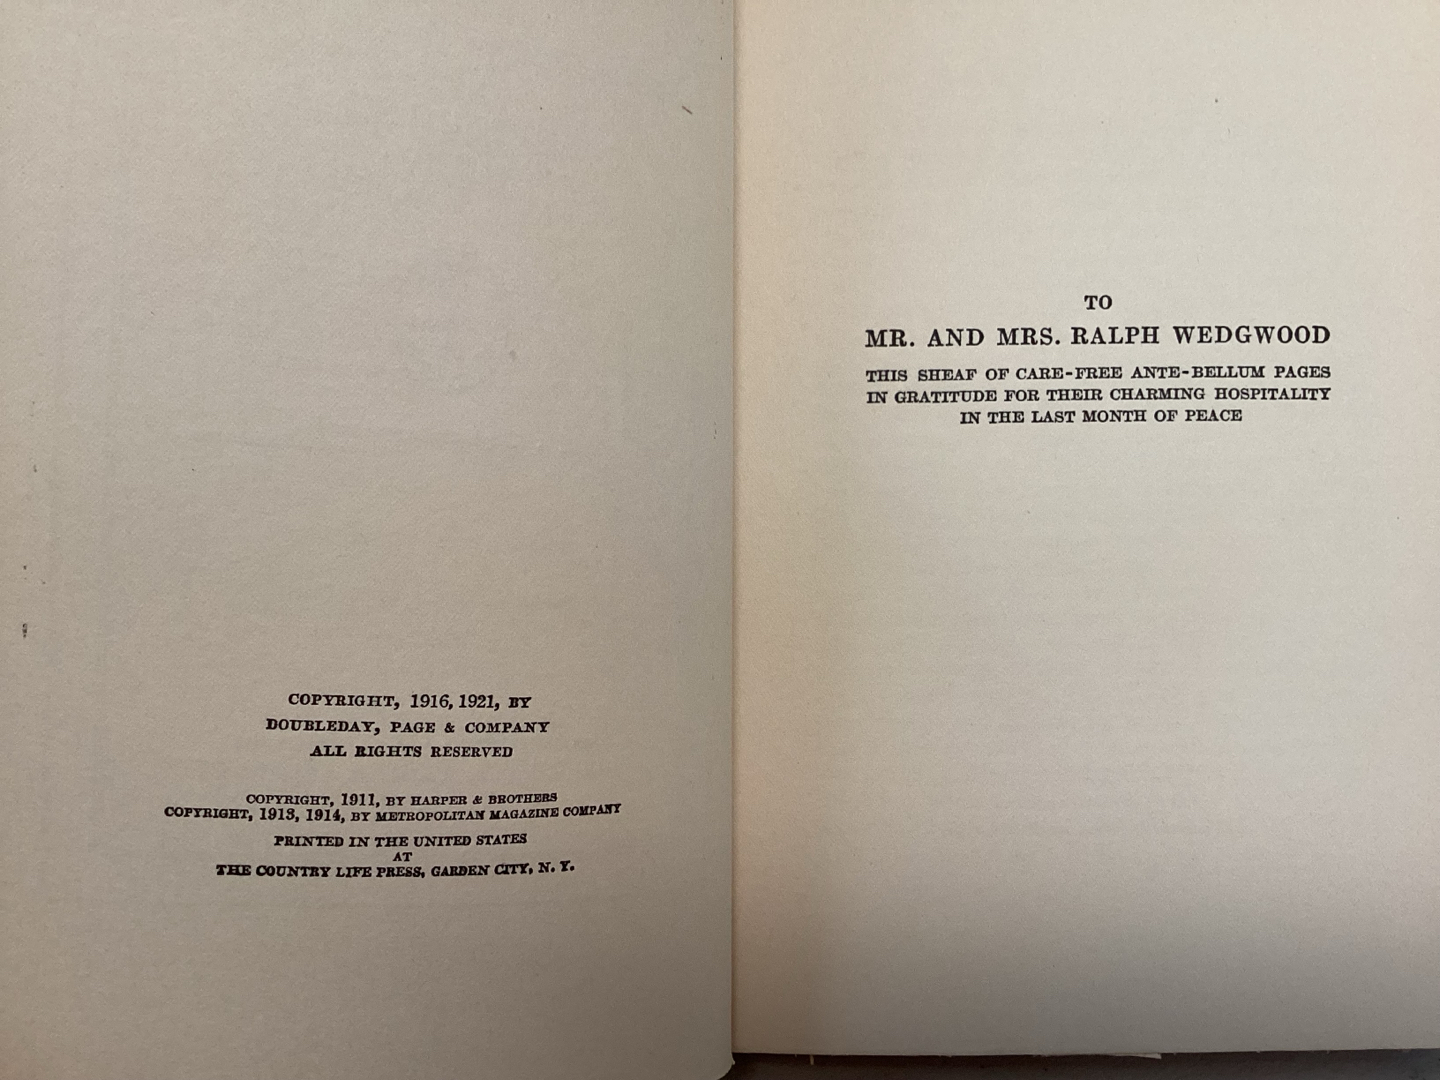 COPYRIGHT, 1916, 1921, BY
DOUBLEDAY, PAGE & COMPANY
ALL RIGHTS RESERVED
COPYRIGHT, 1911, BY HARPER & BROTHERS
COPYRIGHT, 1913, 1914, BY METROPOLITAN MAGAZINE COMPANY
PRINTED IN THE UNITED STATES
AT
THE COUNTRY LIFE PRESS, GARDEN CITY, N. Y.
TO
MR. AND MRS. RALPH WEDGWOOD
THIS SHEAF OF CARE-FREE ANTE-BELLUM PAGES
IN GRATITUDE FOR THEIR CHARMING HOSPITALITY
IN THE LAST MONTH OF PEACE